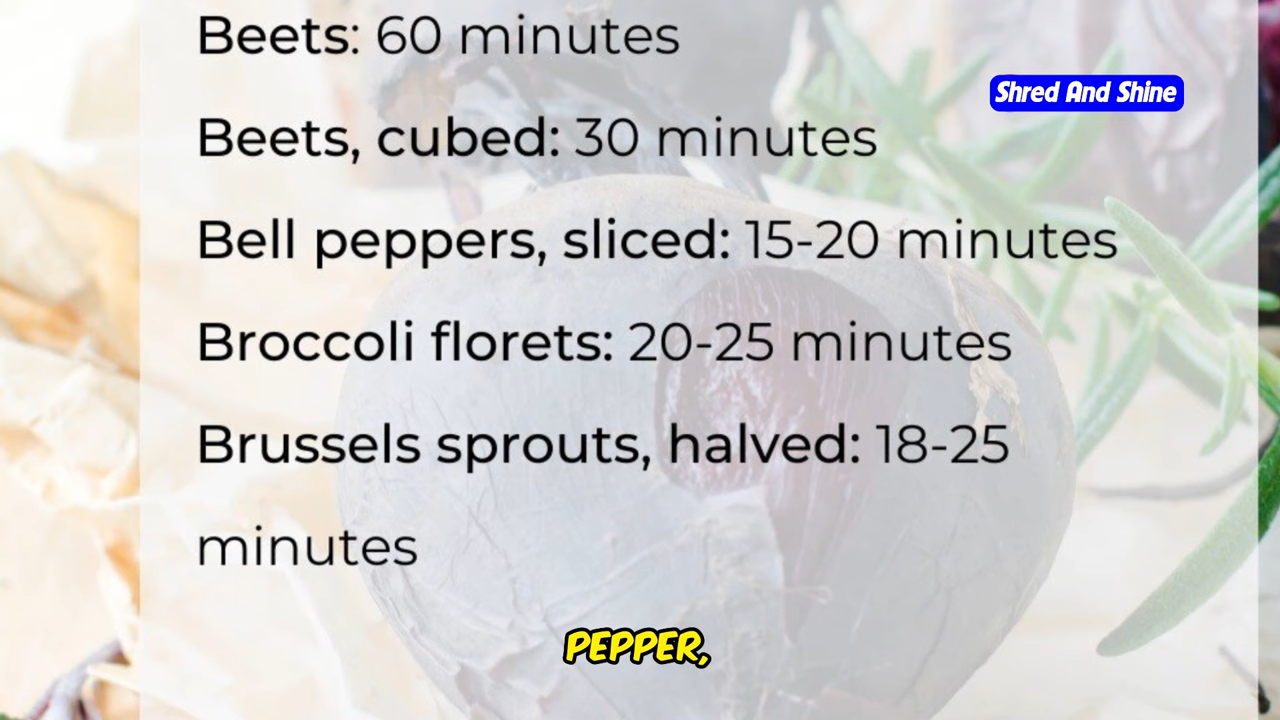 Beets: 60 minutes
Shred And Shine
Beets, cubed: 30 minutes
Bell peppers, sliced: 15-20 minutes
Broccoli florets: 20-25 minutes
Brussels sprouts, halved: 18-25
minutes
PEPPER,